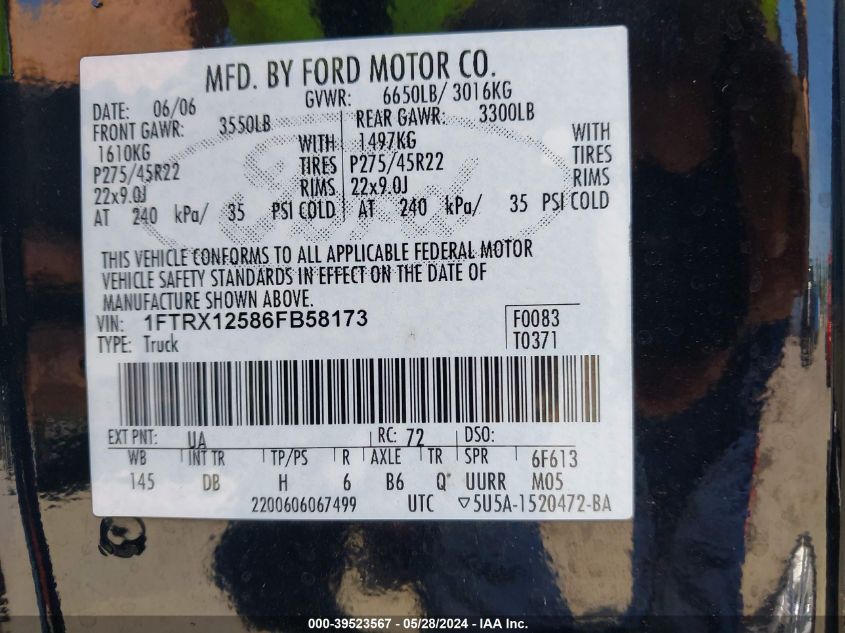 MFD. BY FORD MOTOR CO.
DATE: 06/06 GVWR: 6650LB/ 3016KG
FRONT GAWR: 3550LB REAR GAWR: 3300LB
1610KG WITH 1497KG WITH
P275/45R22 TIRES P275/45R22 TIRES
22x9.0J RIMS 22x9.0J RIMS
AT 240 kPa/ 35 PSI COLD AT 240 kPa/ 35 PSI COLD
THIS VEHICLE CONFORMS TO ALL APPLICABLE FEDERAL MOTOR
VEHICLE SAFETY STANDARDS IN EFFECT ON THE DATE OF
MANUFACTURE SHOWN ABOVE.
VIN: 1FTRX12586FB58173 F0083
TYPE: Truck T0371
EXT PNT: UA RC: 72 DSO:
WB INT TR TP/PS R AXLE TR SPR 6F613
145 DB H 6 B6 Q* UURR M05
2200606067499 UTC ▽5U5A-1520472-BA
000-39523567 - 05/28/2024 - IAA Inc.